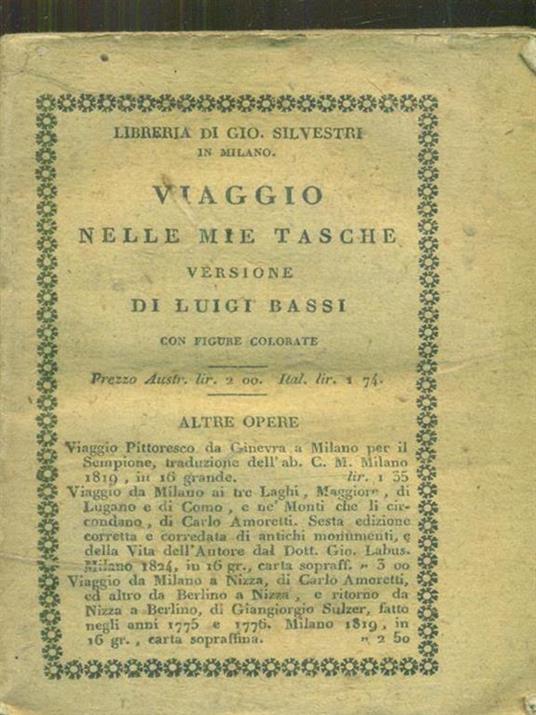 LIBRERIA DI GIO. SILVESTRI
IN MILANO.
VIAGGIO
NELLE MIE TASCHE
VERSIONE
DI LUIGI BASSI
CON FIGURE COLORATE
Prezzo Austr. lir. 2 00. Ital. lir. 1 74.
ALTRE OPERE
Viaggio Pittoresco da Ginevra a Milano per il
Sempione, traduzione dell'ab. C. M. Milano
1819, in 16 grande. lir. 1 35
Viaggio da Milano ai tre Laghi, Maggiore, di
Lugano e di Como, e ne' Monti che li cir-
condano, di Carlo Amoretti. Sesta edizione
corretta e corredata di antichi monumenti, e
della Vita dell'Autore dal Dott. Gio. Labus.
Milano 1824, in 16 gr., carta sopraff. " 3 00
Viaggio da Milano a Nizza, di Carlo Amoretti,
ed altro da Berlino a Nizza, e ritorno da
Nizza a Berlino, di Giangiorgio Sulzer, fatto
negli anni 1775 e 1776. Milano 1819, in
16 gr., carta sopraffina. " 2 50